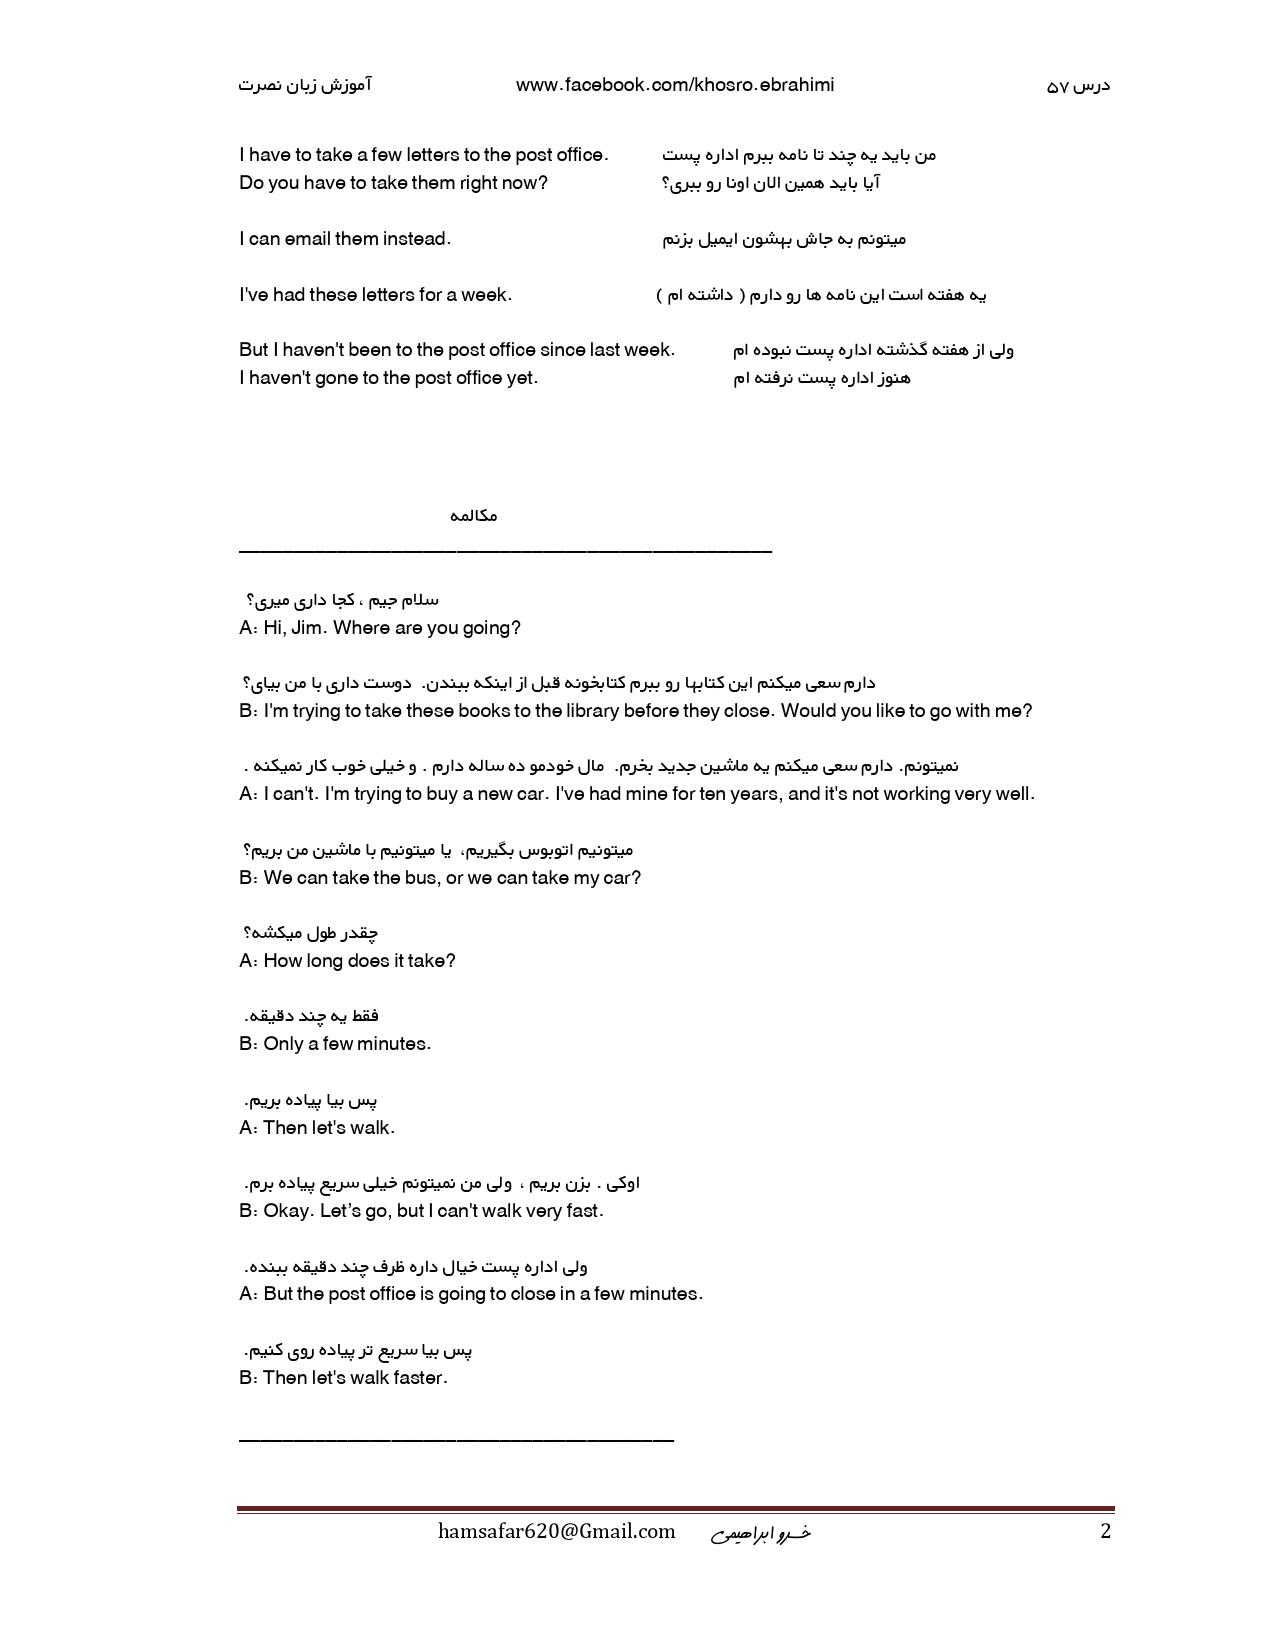 آموزش زبان نصرت www.facebook.com/khosro.ebrahimi درس ۵۷
I have to take a few letters to the post office. من باید یه چند تا نامه ببرم اداره پست
Do you have to take them right now? آیا باید همین الان اونا رو ببری؟
I can email them instead. میتونم به جاش بهشون ایمیل بزنم
I've had these letters for a week. یه هفته است این نامه ها رو دارم ( داشته ام )
But I haven't been to the post office since last week. ولی از هفته گذشته اداره پست نبوده ام
I haven't gone to the post office yet. هنوز اداره پست نرفته ام
مکالمه
سلام جیم ، کجا داری میری؟
A: Hi, Jim. Where are you going?
دارم سعی میکنم این کتابها رو ببرم کتابخونه قبل از اینکه ببندن. دوست داری با من بیای؟
B: I'm trying to take these books to the library before they close. Would you like to go with me?
نمیتونم. دارم سعی میکنم یه ماشین جدید بخرم. مال خودمو ده ساله دارم . و خیلی خوب کار نمیکنه .
A: I can't. I'm trying to buy a new car. I've had mine for ten years, and it's not working very well.
میتونیم اتوبوس بگیریم، یا میتونیم با ماشین من بریم؟
B: We can take the bus, or we can take my car?
چقدر طول میکشه؟
A: How long does it take?
فقط یه چند دقیقه.
B: Only a few minutes.
پس بیا پیاده بریم.
A: Then let's walk.
اوکی . بزن بریم ، ولی من نمیتونم خیلی سریع پیاده برم.
B: Okay. Let’s go, but I can't walk very fast.
ولی اداره پست خیال داره ظرف چند دقیقه ببنده.
A: But the post office is going to close in a few minutes.
پس بیا سریع تر پیاده روی کنیم.
B: Then let's walk faster.
hamsafar620@Gmail.com خسرو ابراهیمی 2